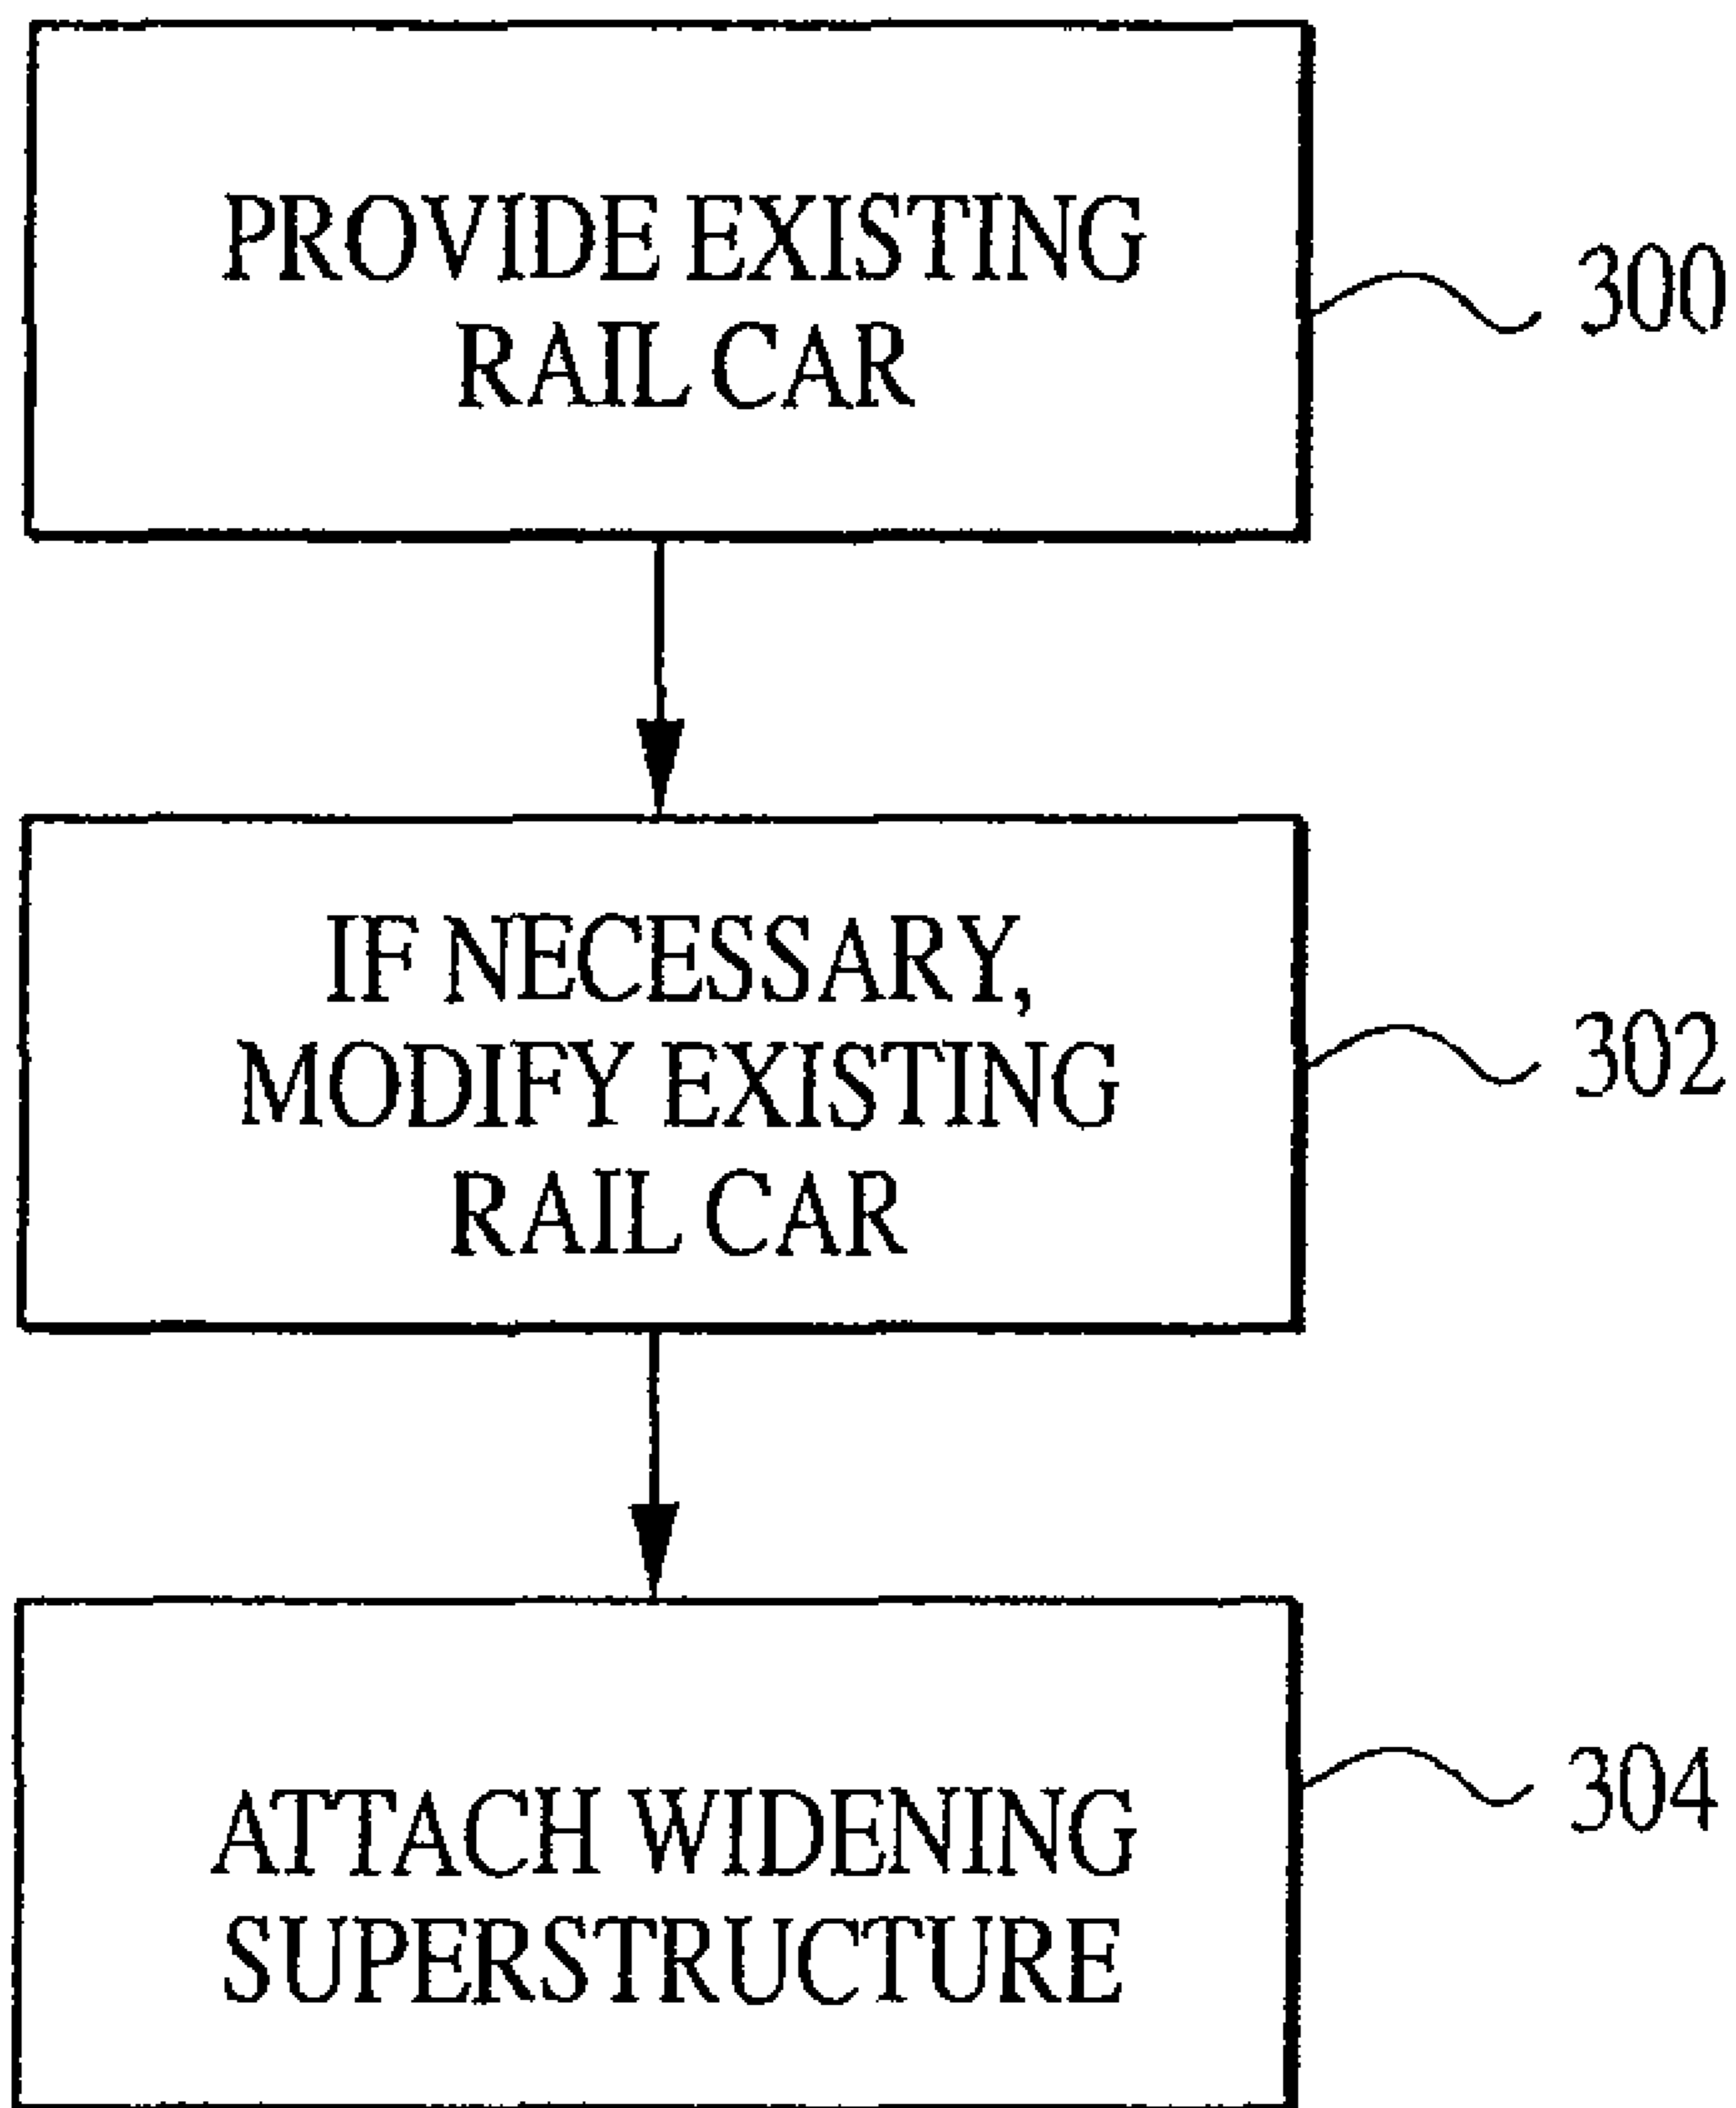 PROVIDE EXISTING
RAIL CAR
300
IF NECESSARY,
MODIFY EXISTING
RAIL CAR
302
ATTACH WIDENING
SUPERSTRUCTURE
304